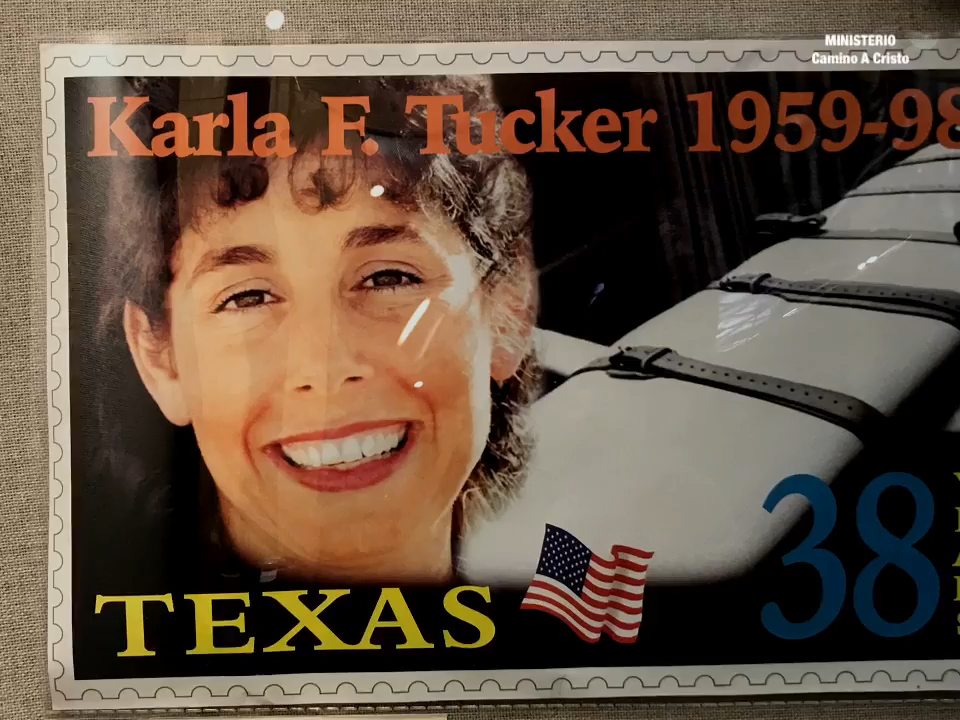 MINISTERIO
Camino A Cristo
Karla F. Tucker 1959-98
TEXAS
38